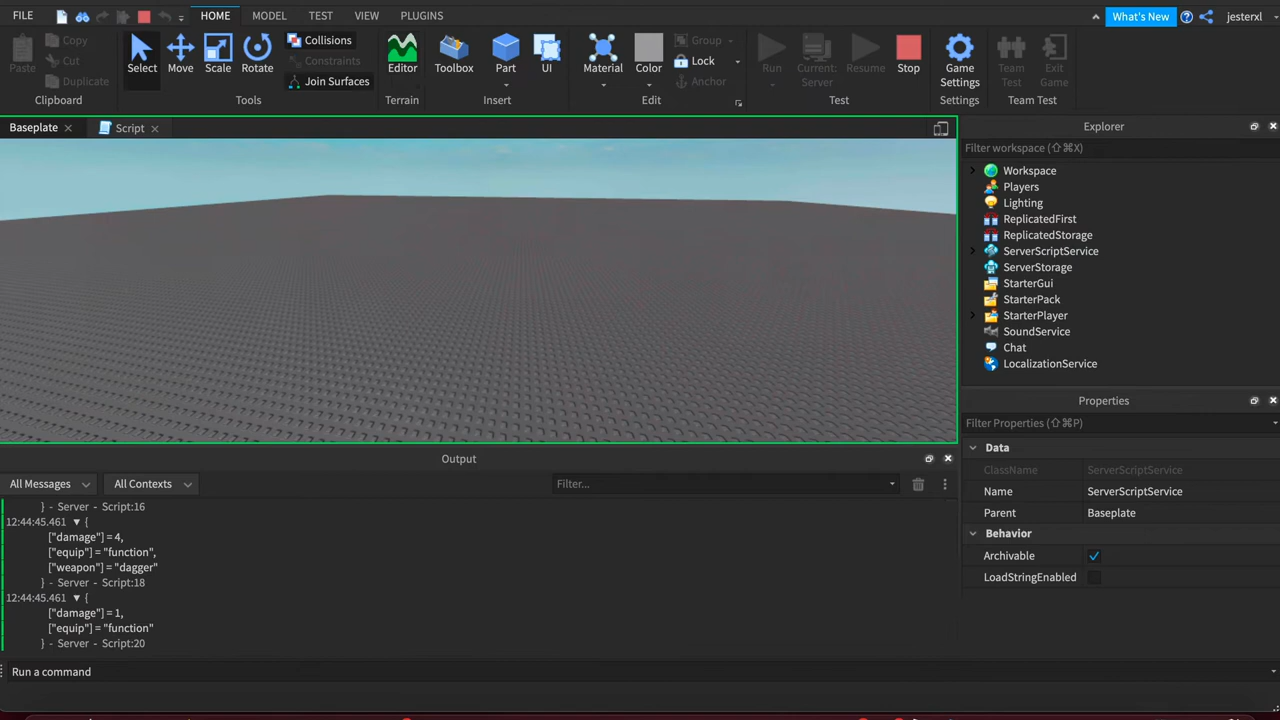 FILE HOME MODEL TEST VIEW PLUGINS What's New jesterxl
Paste Copy Cut Duplicate Select Move Scale Rotate Collisions Constraints Join Surfaces Editor Toolbox Part UI Material Color Group Lock Anchor Run Current: Server Resume Stop Game Settings Team Test Exit Game
Clipboard Tools Terrain Insert Edit Test Settings Team Test
Baseplate Script
Explorer
Filter workspace (⇧⌘X)
Workspace
Players
Lighting
ReplicatedFirst
ReplicatedStorage
ServerScriptService
ServerStorage
StarterGui
StarterPack
StarterPlayer
SoundService
Chat
LocalizationService
Properties
Filter Properties (⇧⌘P)
Data
ClassName ServerScriptService
Name ServerScriptService
Parent Baseplate
Behavior
Archivable
LoadStringEnabled
Output
All Messages All Contexts Filter...
} - Server - Script:16
12:44:45.461 ▼ {
["damage"] = 4,
["equip"] = "function",
["weapon"] = "dagger"
} - Server - Script:18
12:44:45.461 ▼ {
["damage"] = 1,
["equip"] = "function"
} - Server - Script:20
Run a command